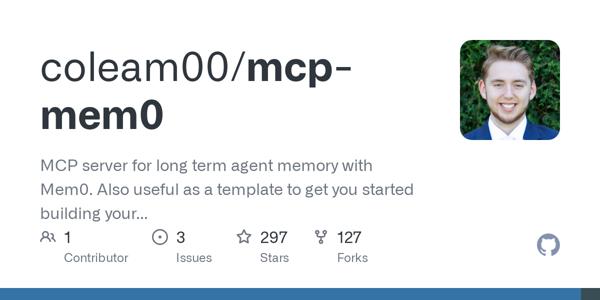 coleam00/mcp-
mem0
MCP server for long term agent memory with
Mem0. Also useful as a template to get you started
building your...
1 3 297 127
Contributor Issues Stars Forks